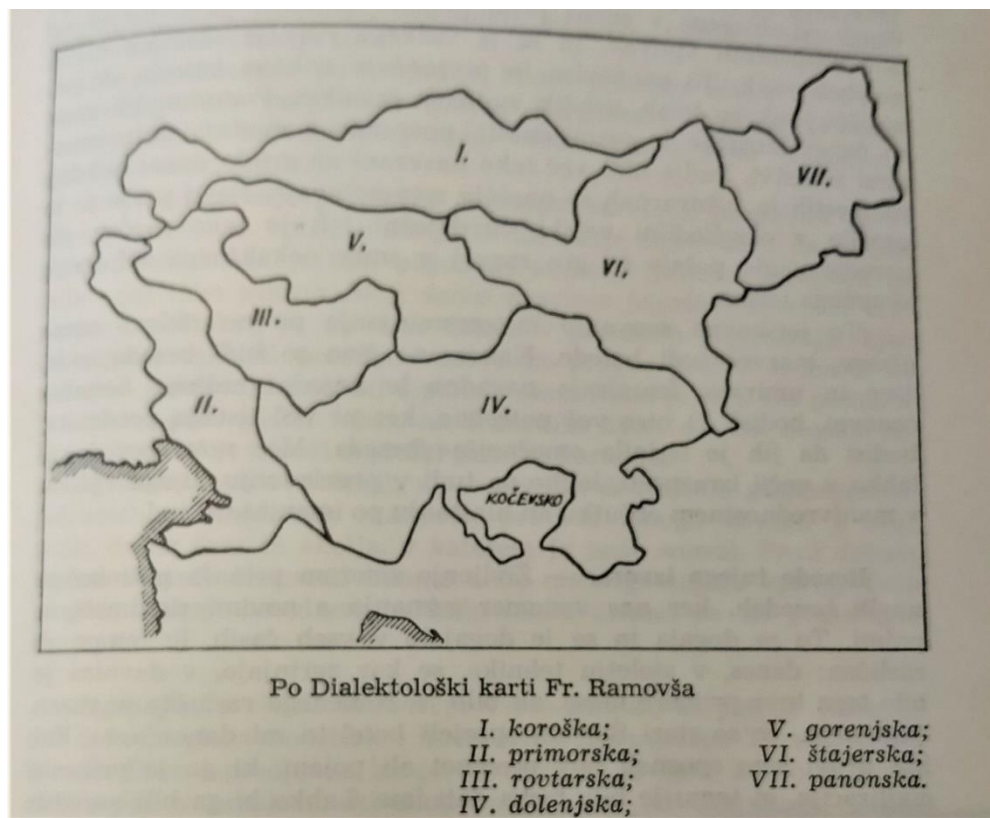 I.
VII.
V.
VI.
III.
II.
IV.
KOČEVSKO
Po Dialektološki karti Fr. Ramovša
I. koroška;
II. primorska;
III. rovtarska;
IV. dolenjska;
V. gorenjska;
VI. štajerska;
VII. panonska.